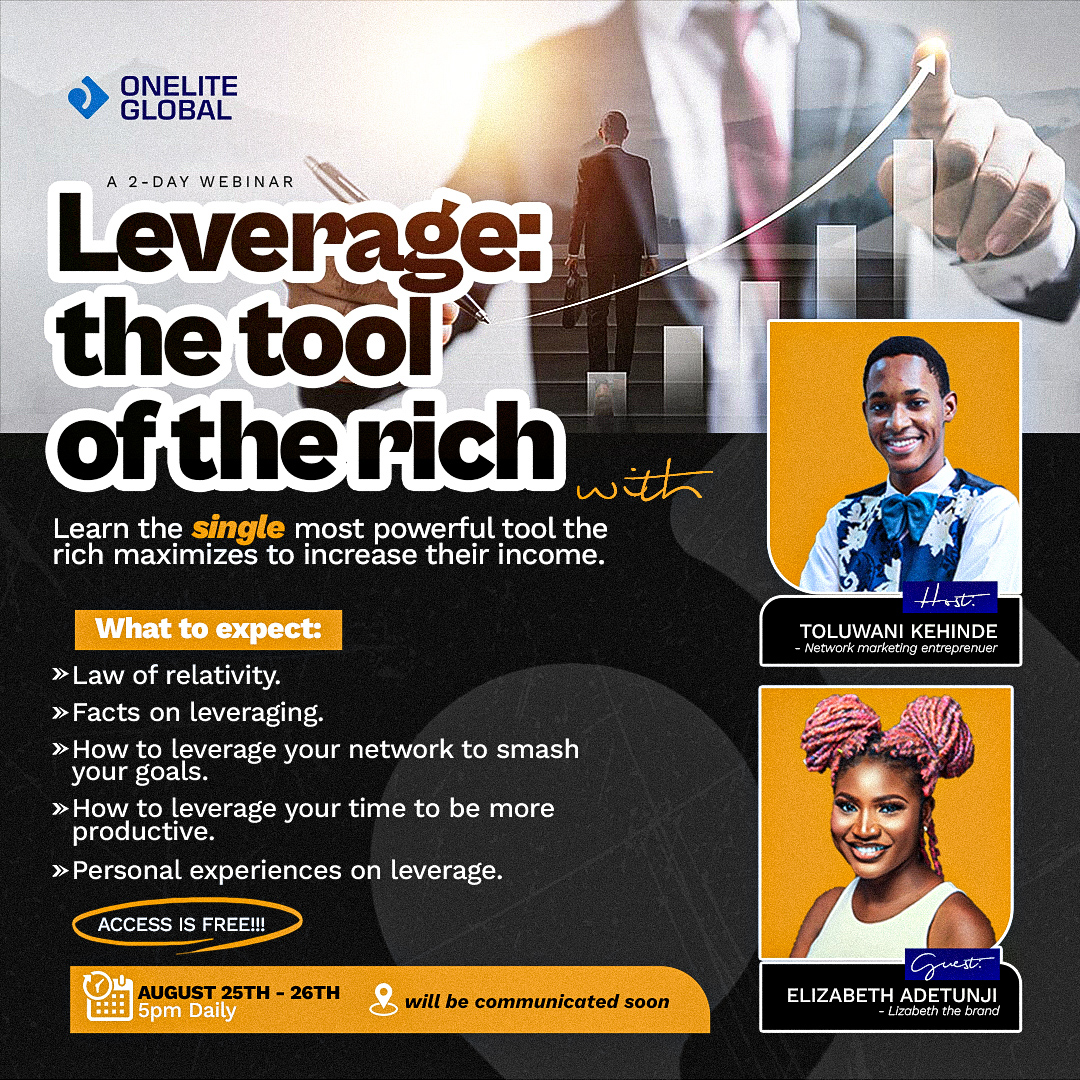 ONELITE
GLOBAL
A 2-DAY WEBINAR
Leverage:
the tool
of the rich
with
Learn the single most powerful tool the
rich maximizes to increase their income.
What to expect:
Law of relativity.
Facts on leveraging.
How to leverage your network to smash
your goals.
How to leverage your time to be more
productive.
Personal experiences on leverage.
ACCESS IS FREE!!!
AUGUST 25TH - 26TH
5pm Daily
will be communicated soon
Host:
TOLUWANI KEHINDE
- Network marketing entreprenuer
Guest:
ELIZABETH ADETUNJI
- Lizabeth the brand